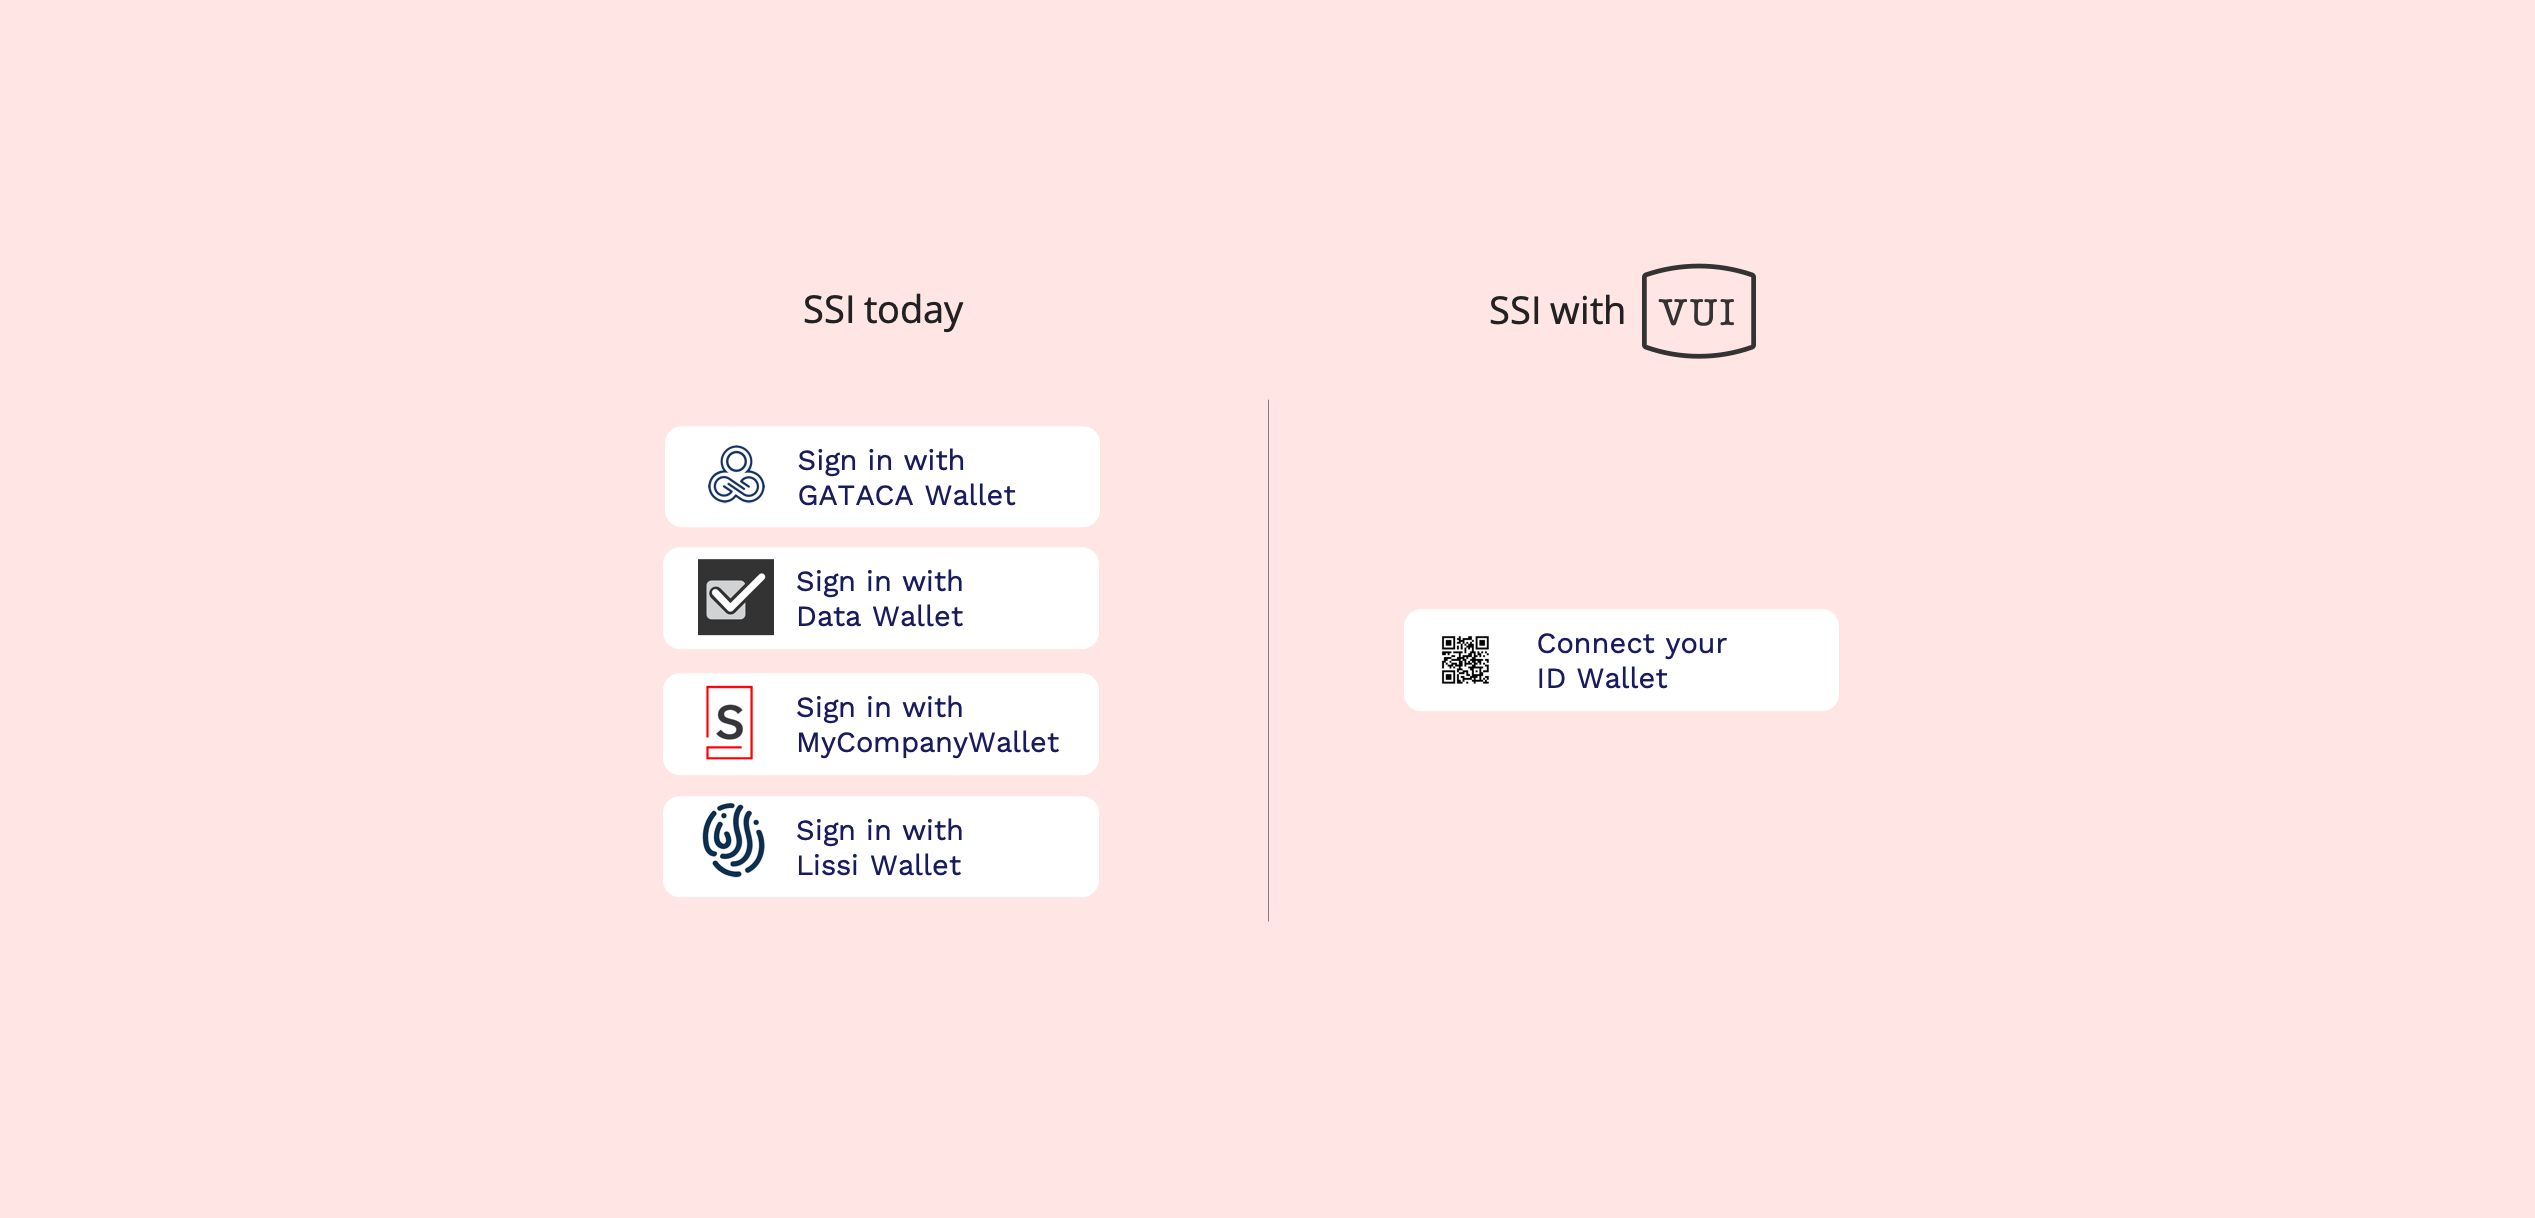 SSI today
Sign in with
GATACA Wallet
Sign in with
Data Wallet
S
Sign in with
MyCompanyWallet
Sign in with
Lissi Wallet
SSI with VUI
Connect your
ID Wallet